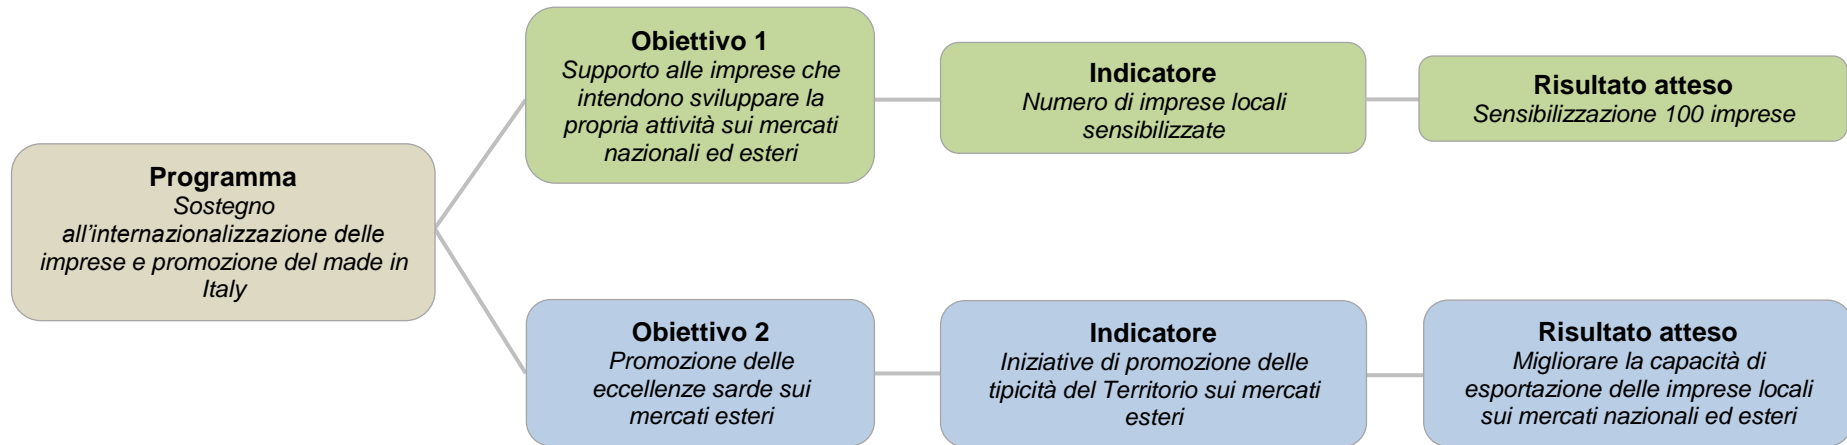 Programma
Sostegno
all’internazionalizzazione delle
imprese e promozione del made in
Italy
Obiettivo 1
Supporto alle imprese che
intendono sviluppare la
propria attività sui mercati
nazionali ed esteri
Indicatore
Numero di imprese locali
sensibilizzate
Risultato atteso
Sensibilizzazione 100 imprese
Obiettivo 2
Promozione delle
eccellenze sarde sui
mercati esteri
Indicatore
Iniziative di promozione delle
tipicità del Territorio sui mercati
esteri
Risultato atteso
Migliorare la capacità di
esportazione delle imprese locali
sui mercati nazionali ed esteri